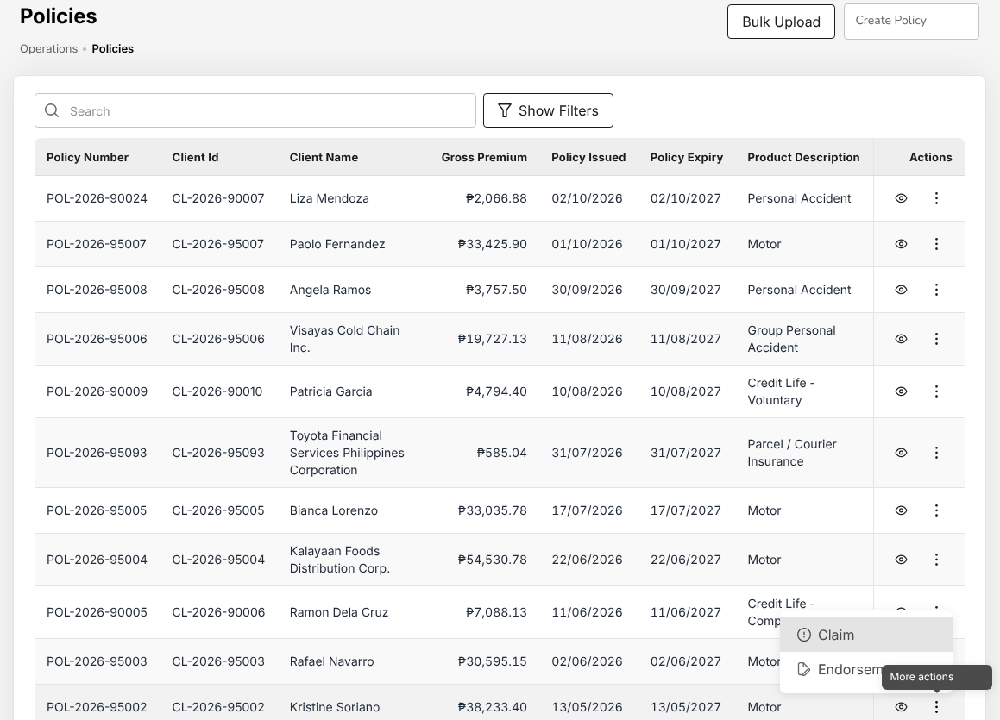 Policies
Bulk Upload
Create Policy
Operations • Policies
Search
Show Filters
Policy Number Client Id Client Name Gross Premium Policy Issued Policy Expiry Product Description Actions
POL-2026-90024 CL-2026-90007 Liza Mendoza ₱2,066.88 02/10/2026 02/10/2027 Personal Accident
POL-2026-95007 CL-2026-95007 Paolo Fernandez ₱33,425.90 01/10/2026 01/10/2027 Motor
POL-2026-95008 CL-2026-95008 Angela Ramos ₱3,757.50 30/09/2026 30/09/2027 Personal Accident
POL-2026-95006 CL-2026-95006 Visayas Cold Chain ₱19,727.13 11/08/2026 11/08/2027 Group Personal
Inc. Accident
POL-2026-90009 CL-2026-90010 Patricia Garcia ₱4,794.40 10/08/2026 10/08/2027 Credit Life -
Voluntary
POL-2026-95093 CL-2026-95093 Toyota Financial ₱585.04 31/07/2026 31/07/2027 Parcel / Courier
Services Philippines Insurance
Corporation
POL-2026-95005 CL-2026-95005 Bianca Lorenzo ₱33,035.78 17/07/2026 17/07/2027 Motor
POL-2026-95004 CL-2026-95004 Kalayaan Foods ₱54,530.78 22/06/2026 22/06/2027 Motor
Distribution Corp.
POL-2026-90005 CL-2026-90006 Ramon Dela Cruz ₱7,088.13 11/06/2026 11/06/2027 Credit Life -
Claim
POL-2026-95003 CL-2026-95003 Rafael Navarro ₱30,595.15 02/06/2026 02/06/2027 Motor
Endorsem
More actions
POL-2026-95002 CL-2026-95002 Kristine Soriano ₱38,233.40 13/05/2026 13/05/2027 Motor